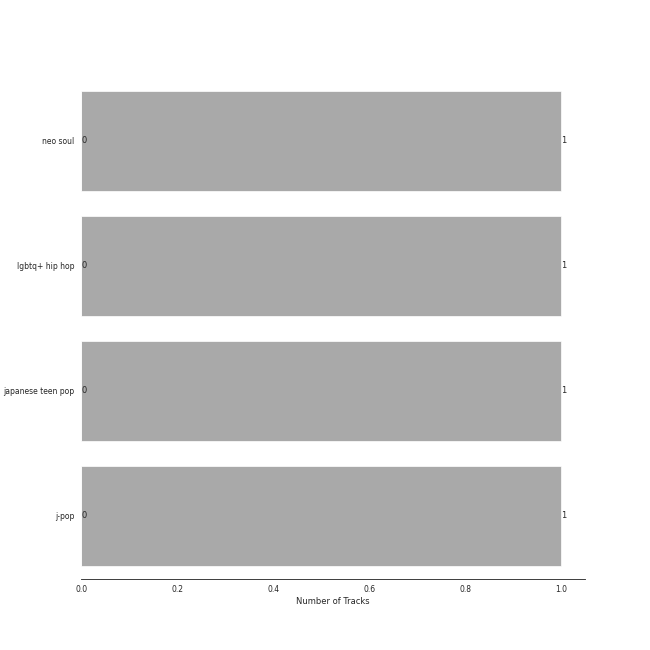 neo soul 0 1
lgbtq+ hip hop 0 1
japanese teen pop 0 1
j-pop 0 1
0.0 0.2 0.4 0.6 0.8 1.0
Number of Tracks